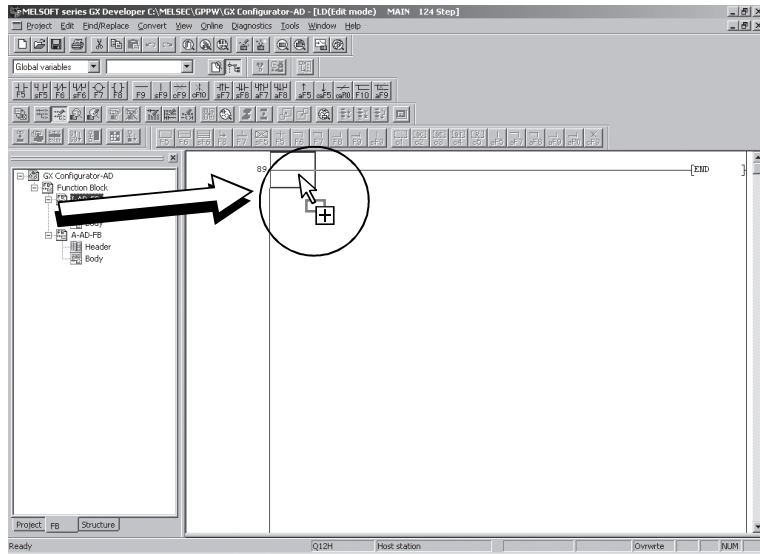 MELSOFT series GX Developer C:\MELSEC\GPPW\GX Configurator-AD - [LD(Edit mode) MAIN 124 Step]
Project Edit Find/Replace Convert View Online Diagnostics Tools Window Help
Global variables
F5 sF5 F6 sF6 F7 F8 F9 sF9 cF9 cF10 sF7 sF8 aF7 aF8 aF5 caF5 caF10 F10 aF9
89 END
GX Configurator-AD
Function Block
Body
A-AD-FB
Header
Body
Project FB Structure
Ready Q12H Host station Ovrwrte NUM